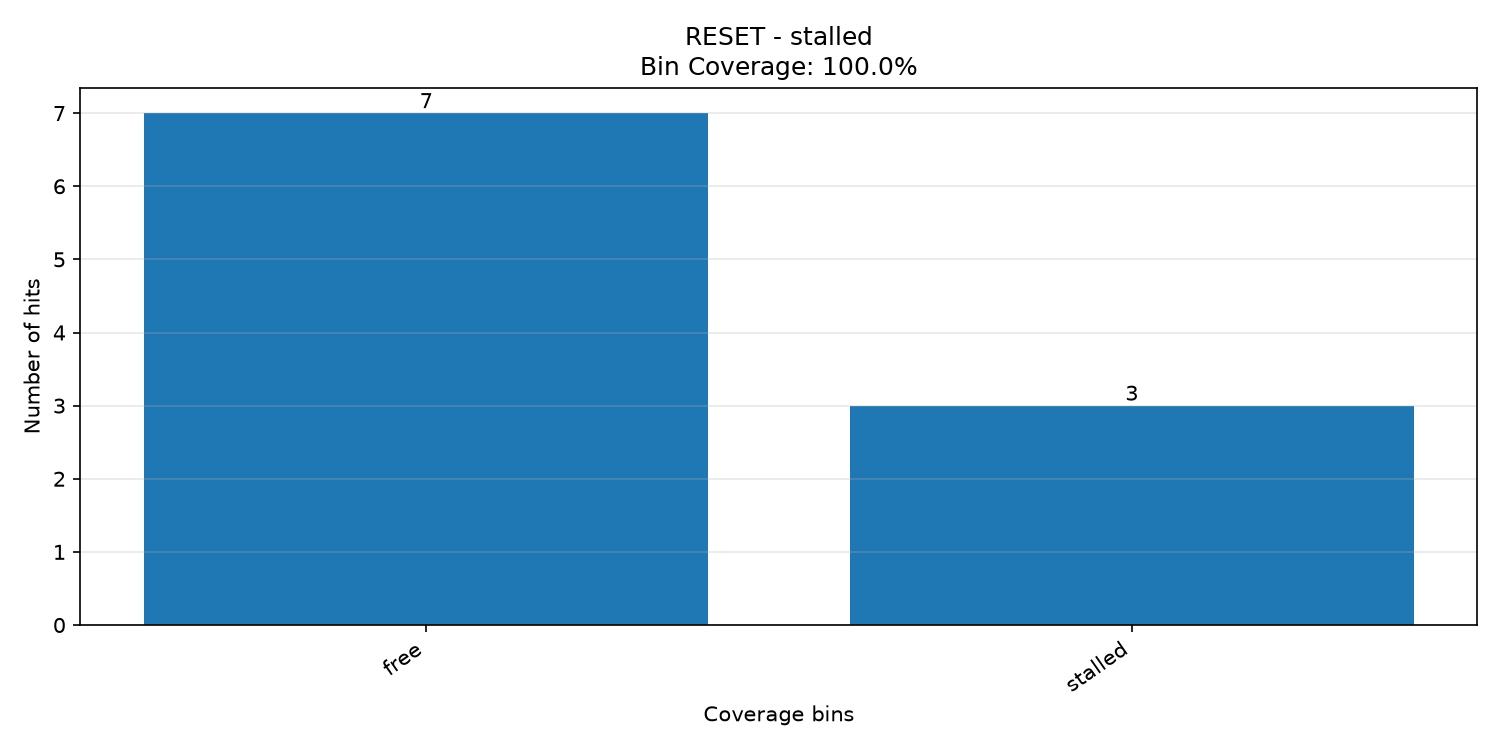 RESET - stalled
Bin Coverage: 100.0%
7
3
7
6
5
4
3
2
1
0
Number of hits
free
stalled
Coverage bins